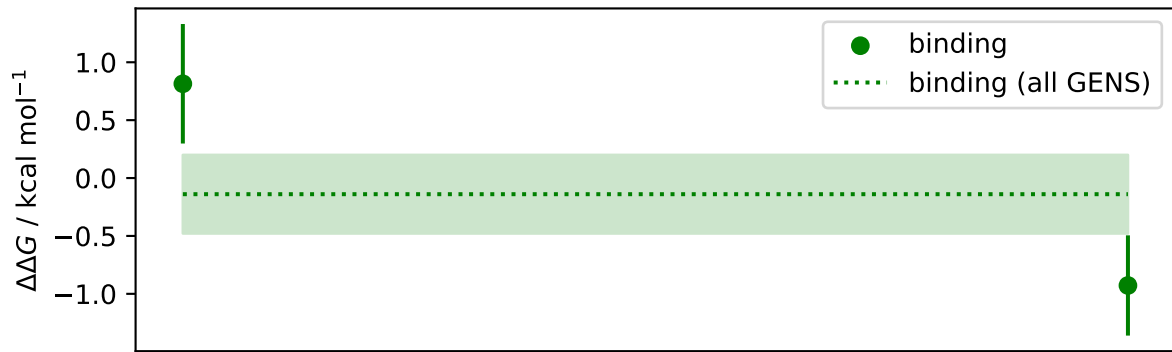 binding
binding (all GENS)
ΔΔG / kcal mol⁻¹
1.0
0.5
0.0
−0.5
−1.0